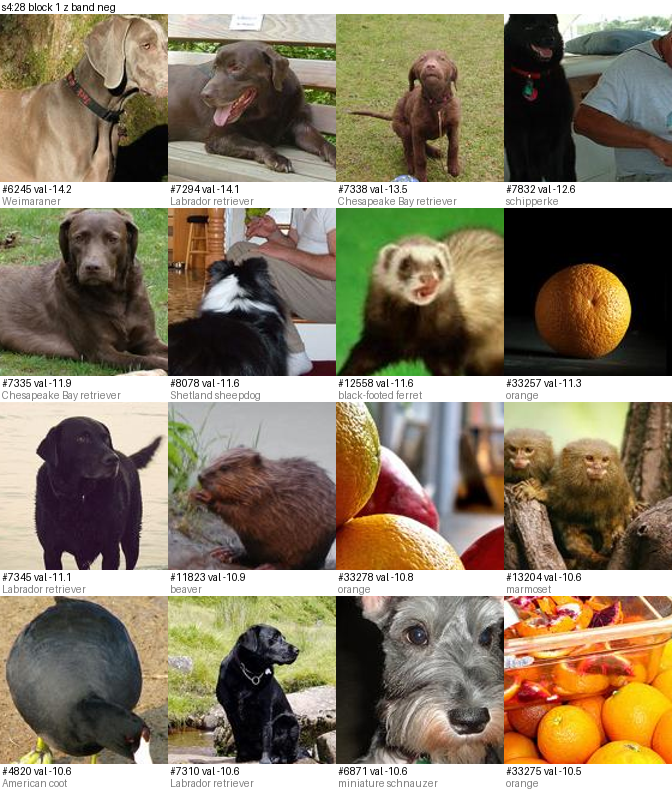 s4:28 block 1 z band neg
#6245 val -14.2
Weimaraner
#7294 val -14.1
Labrador retriever
#7338 val -13.5
Chesapeake Bay retriever
#7832 val -12.6
schipperke
#7335 val -11.9
Chesapeake Bay retriever
#8078 val -11.6
Shetland sheepdog
#12558 val -11.6
black-footed ferret
#33257 val -11.3
orange
#7345 val -11.1
Labrador retriever
#11823 val -10.9
beaver
#33278 val -10.8
orange
#13204 val -10.6
marmoset
#4820 val -10.6
American coot
#7310 val -10.6
Labrador retriever
#6871 val -10.6
miniature schnauzer
#33275 val -10.5
orange